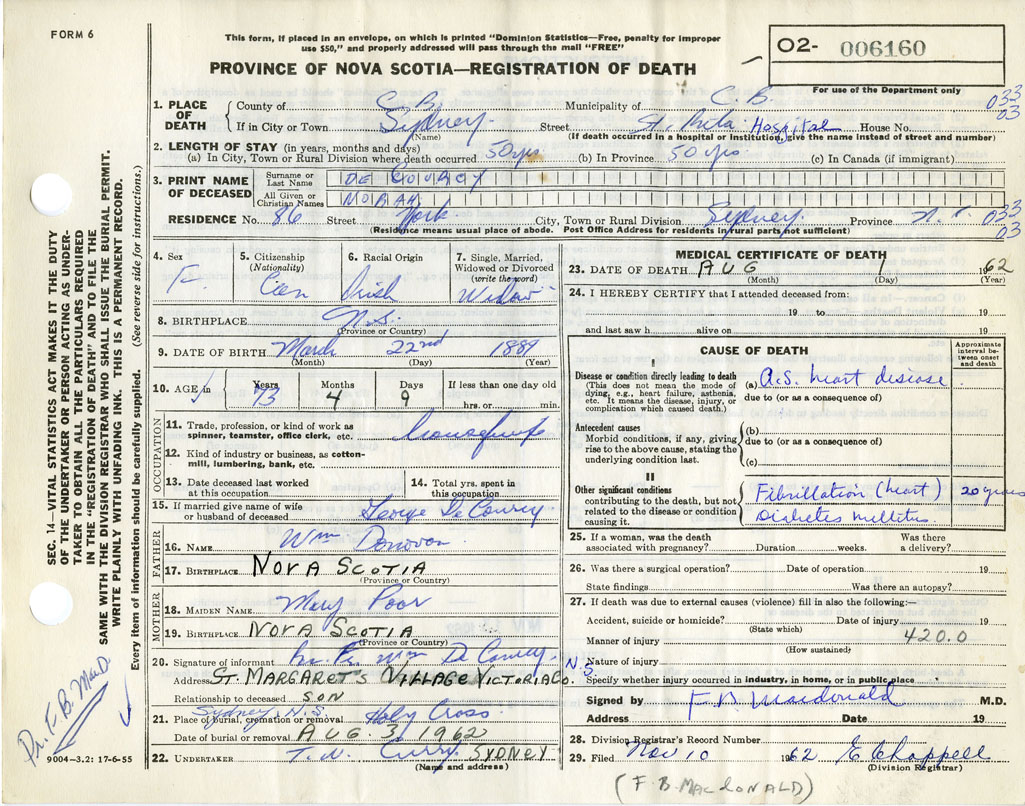 FORM 6
This form, if placed in an envelope, on which is printed "Dominion Statistics—Free, penalty for improper
use $50," and properly addressed will pass through the mail "FREE"
PROVINCE OF NOVA SCOTIA—REGISTRATION OF DEATH
O2- 006160
For use of the Department only
1. PLACE OF DEATH County of C.B. Municipality of C.B. 033
If in City or Town Sydney Street St. Rita Hospital House No. 03
(Name) (If death occurred in a hospital or institution, give the name instead of street and number)
2. LENGTH OF STAY (in years, months and days)
(a) In City, Town or Rural Division where death occurred 50 yrs (b) In Province 50 yrs (c) In Canada (if immigrant)
3. PRINT NAME OF DECEASED Surname or Last Name DE COURCY
All Given or Christian Names NORAH
RESIDENCE No. 86 Street York City, Town or Rural Division Sydney Province N.S. 033
03
(Residence means usual place of abode. Post Office Address for residents in rural parts not sufficient)
4. Sex F.
5. Citizenship (Nationality) Can
6. Racial Origin Irish
7. Single, Married, Widowed or Divorced (write the word) Widow
8. BIRTHPLACE N.S.
(Province or Country)
9. DATE OF BIRTH March 22nd 1889
(Month) (Day) (Year)
10. AGE in Years 73 Months 4 Days 9 If less than one day old
hrs. or min.
OCCUPATION
11. Trade, profession, or kind of work as spinner, teamster, office clerk, etc. housewife
12. Kind of industry or business, as cotton-mill, lumbering, bank, etc.
13. Date deceased last worked at this occupation
14. Total yrs. spent in this occupation
15. If married give name of wife or husband of deceased George De Courcy
FATHER
16. NAME Wm Donovan
17. BIRTHPLACE NOVA SCOTIA
(Province or Country)
MOTHER
18. MAIDEN NAME Mary Poor
19. BIRTHPLACE NOVA SCOTIA
(Province or Country)
20. Signature of informant Wm De Courcy
Address ST. MARGARET'S VILLAGE VICTORIA CO. N.S.
Relationship to deceased SON
Sydney, N.S.
21. Place of burial, cremation or removal Holy Cross
Date of burial or removal AUG 3, 1962
22. UNDERTAKER T.W. Curry SYDNEY
(Name and address)
MEDICAL CERTIFICATE OF DEATH
23. DATE OF DEATH AUG 1 1962
(Month) (Day) (Year)
24. I HEREBY CERTIFY that I attended deceased from:
19 to 19
and last saw h alive on 19
CAUSE OF DEATH
Approximate interval between onset and death
I
Disease or condition directly leading to death
(This does not mean the mode of dying, e.g., heart failure, asthenia, etc. It means the disease, injury, or complication which caused death.)
(a) A.S. heart disease
due to (or as a consequence of)
Antecedent causes
Morbid conditions, if any, giving rise to the above cause, stating the underlying condition last.
(b)
due to (or as a consequence of)
(c)
II
Other significant conditions
contributing to the death, but not related to the disease or condition causing it.
Fibrillation (heart) 20 years
Diabetes mellitus
25. If a woman, was the death associated with pregnancy? Duration weeks. Was there a delivery?
26. Was there a surgical operation? Date of operation 19
State findings Was there an autopsy?
27. If death was due to external causes (violence) fill in also the following:—
Accident, suicide or homicide? Date of injury 19
(State which)
Manner of injury 420.0
(How sustained)
Nature of injury
Specify whether injury occurred in industry, in home, or in public place
Signed by F. B. Macdonald M.D.
Address Date 19
28. Division Registrar's Record Number
29. Filed Nov 10 1962 E Chappell
(Division Registrar)
(F. B. MACDONALD)
SEC. 14—VITAL STATISTICS ACT MAKES IT THE DUTY
OF THE UNDERTAKER OR PERSON ACTING AS UNDER-
TAKER TO OBTAIN ALL THE PARTICULARS REQUIRED
IN THE "REGISTRATION OF DEATH" AND TO FILE THE
SAME WITH THE DIVISION REGISTRAR WHO SHALL ISSUE THE BURIAL PERMIT.
WRITE PLAINLY WITH UNFADING INK. THIS IS A PERMANENT RECORD.
Every item of information should be carefully supplied. (See reverse side for instructions.)
Dr. F. B. MacD.
9004-3.2: 17-6-55